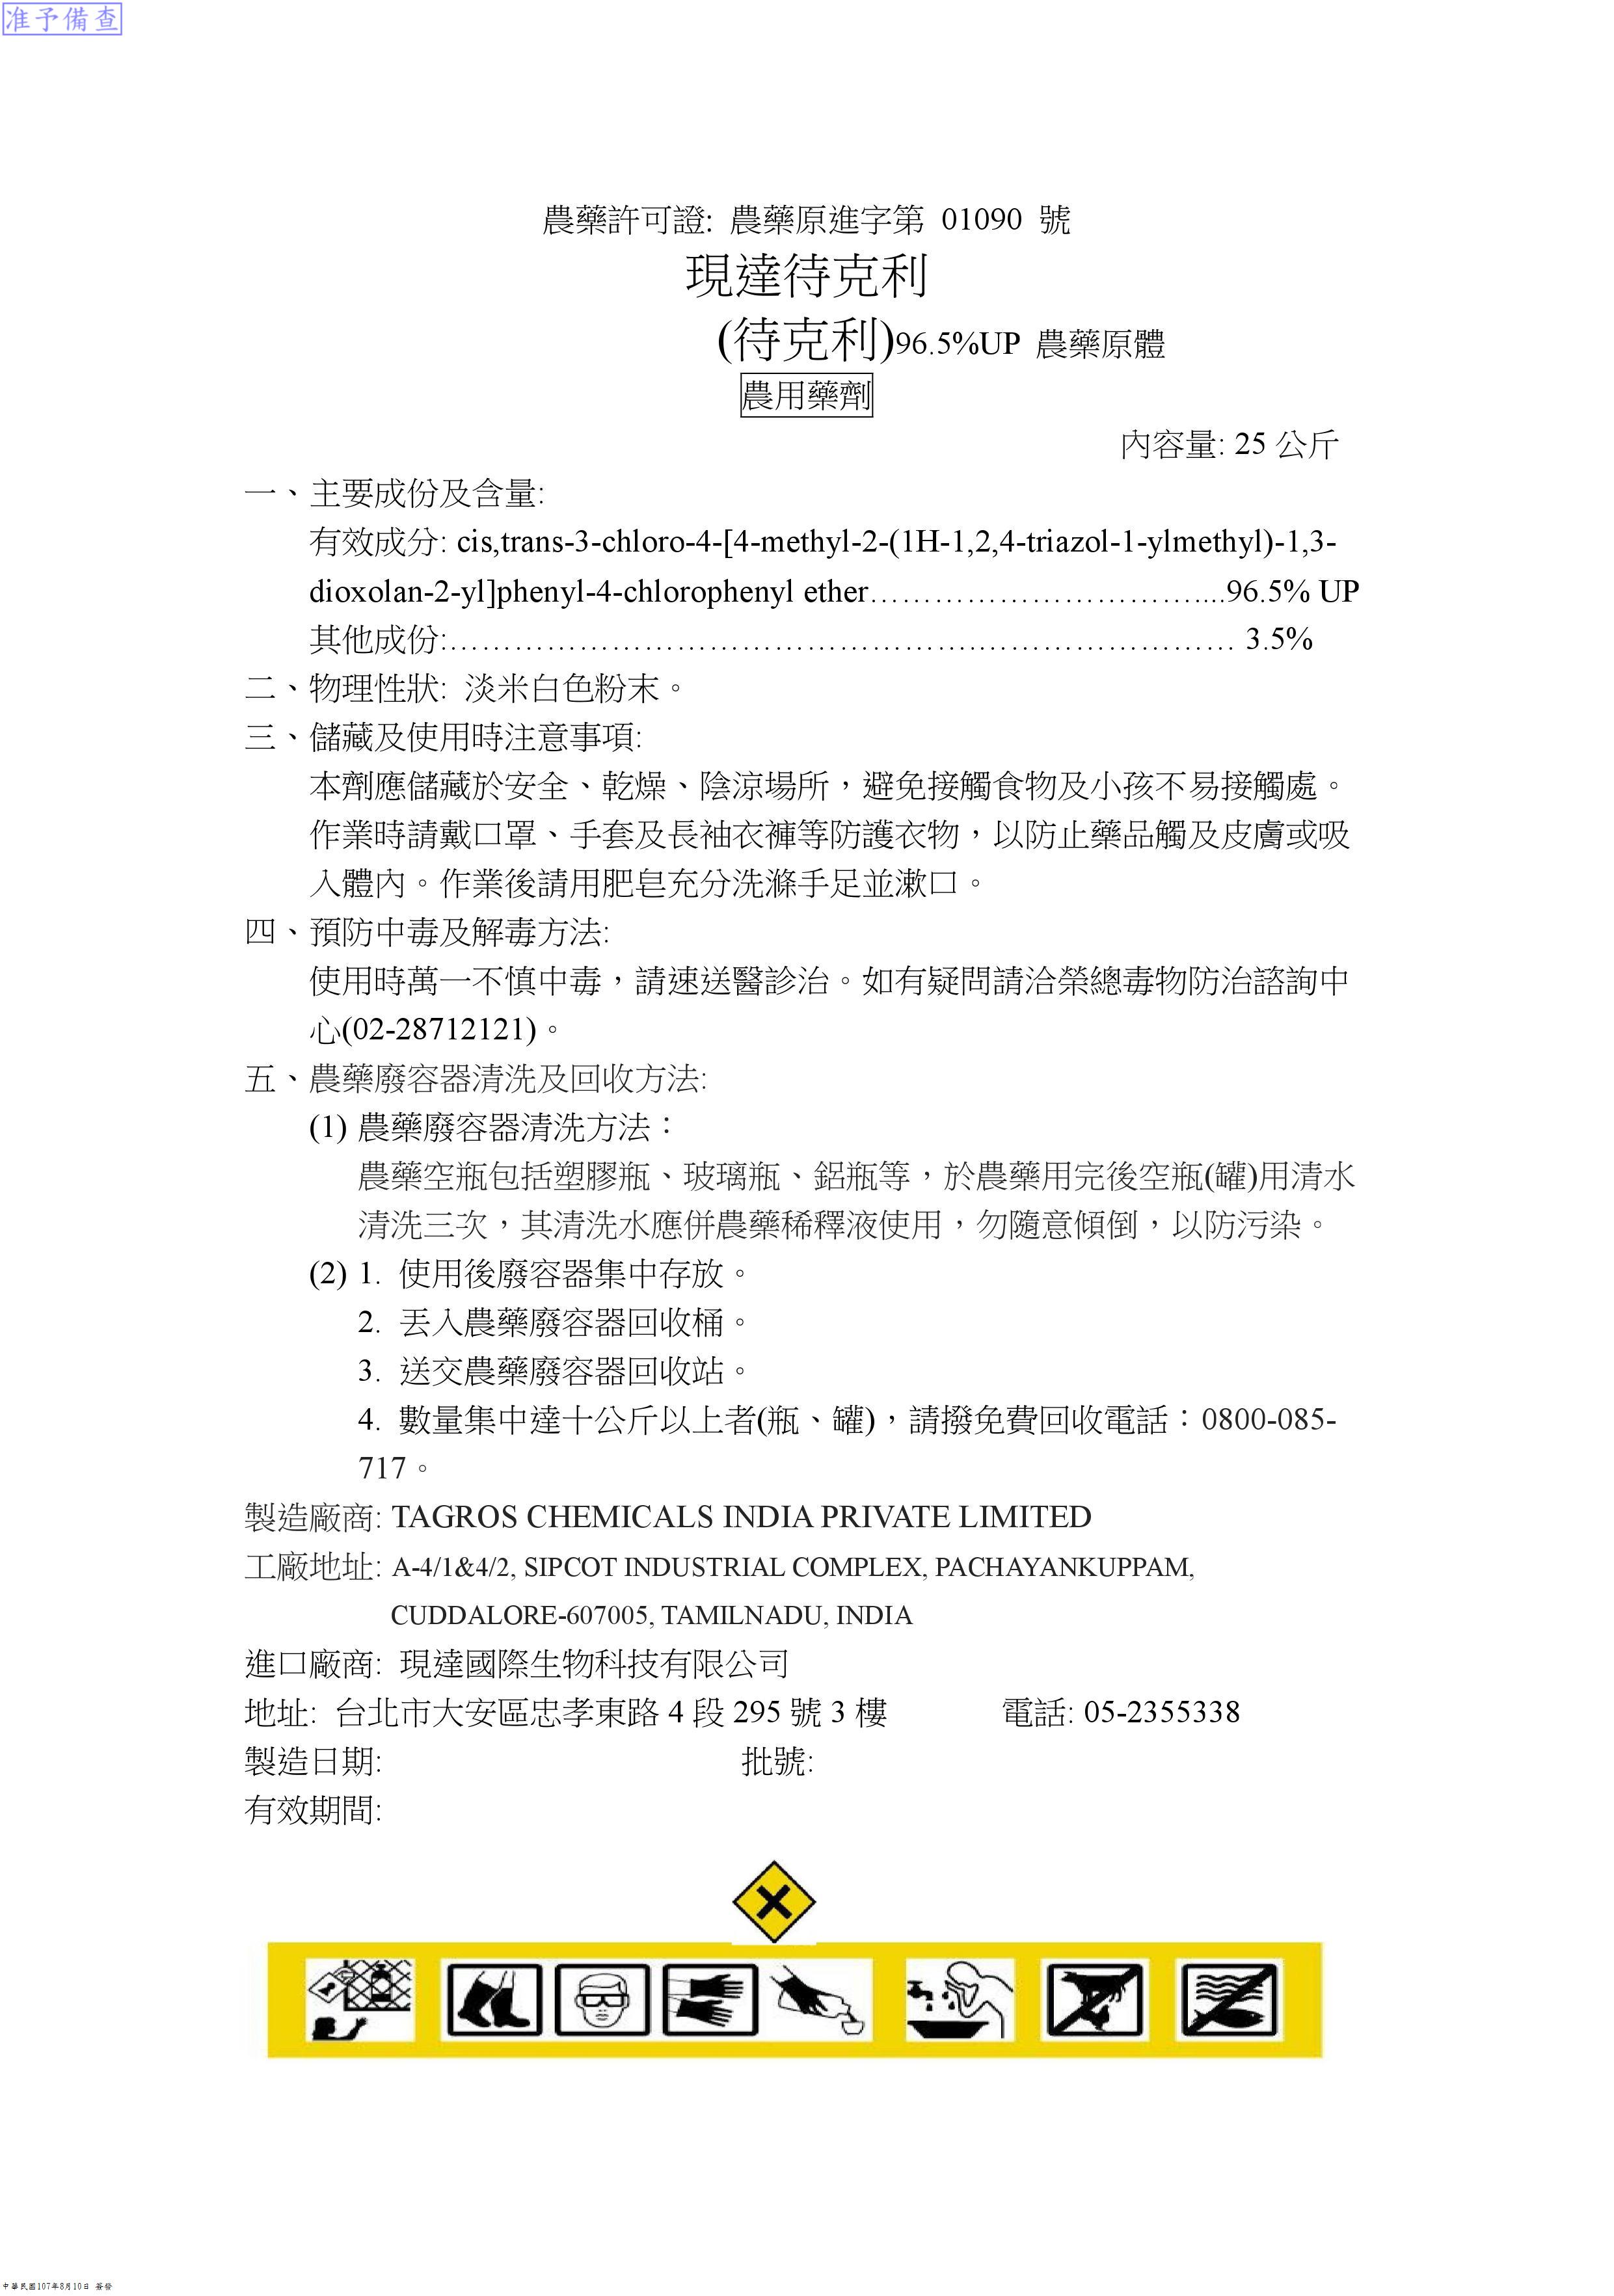 准予備查
農藥許可證: 農藥原進字第 01090 號
現達待克利
(待克利)96.5%UP 農藥原體
農用藥劑
內容量: 25 公斤
一、主要成份及含量:
有效成分: cis,trans-3-chloro-4-[4-methyl-2-(1H-1,2,4-triazol-1-ylmethyl)-1,3-
dioxolan-2-yl]phenyl-4-chlorophenyl ether…………………………...96.5% UP
其他成份:……………………………………………………………… 3.5%
二、物理性狀: 淡米白色粉末。
三、儲藏及使用時注意事項:
本劑應儲藏於安全、乾燥、陰涼場所，避免接觸食物及小孩不易接觸處。
作業時請戴口罩、手套及長袖衣褲等防護衣物，以防止藥品觸及皮膚或吸
入體內。作業後請用肥皂充分洗滌手足並漱口。
四、預防中毒及解毒方法:
使用時萬一不慎中毒，請速送醫診治。如有疑問請洽榮總毒物防治諮詢中
心(02-28712121)。
五、農藥廢容器清洗及回收方法:
(1) 農藥廢容器清洗方法：
農藥空瓶包括塑膠瓶、玻璃瓶、鋁瓶等，於農藥用完後空瓶(罐)用清水
清洗三次，其清洗水應併農藥稀釋液使用，勿隨意傾倒，以防污染。
(2) 1. 使用後廢容器集中存放。
2. 丟入農藥廢容器回收桶。
3. 送交農藥廢容器回收站。
4. 數量集中達十公斤以上者(瓶、罐)，請撥免費回收電話：0800-085-
717。
製造廠商: TAGROS CHEMICALS INDIA PRIVATE LIMITED
工廠地址: A-4/1&4/2, SIPCOT INDUSTRIAL COMPLEX, PACHAYANKUPPAM,
CUDDALORE-607005, TAMILNADU, INDIA
進口廠商: 現達國際生物科技有限公司
地址: 台北市大安區忠孝東路 4 段 295 號 3 樓 電話: 05-2355338
製造日期: 批號:
有效期間:
中華民國107年8月10日 簽發